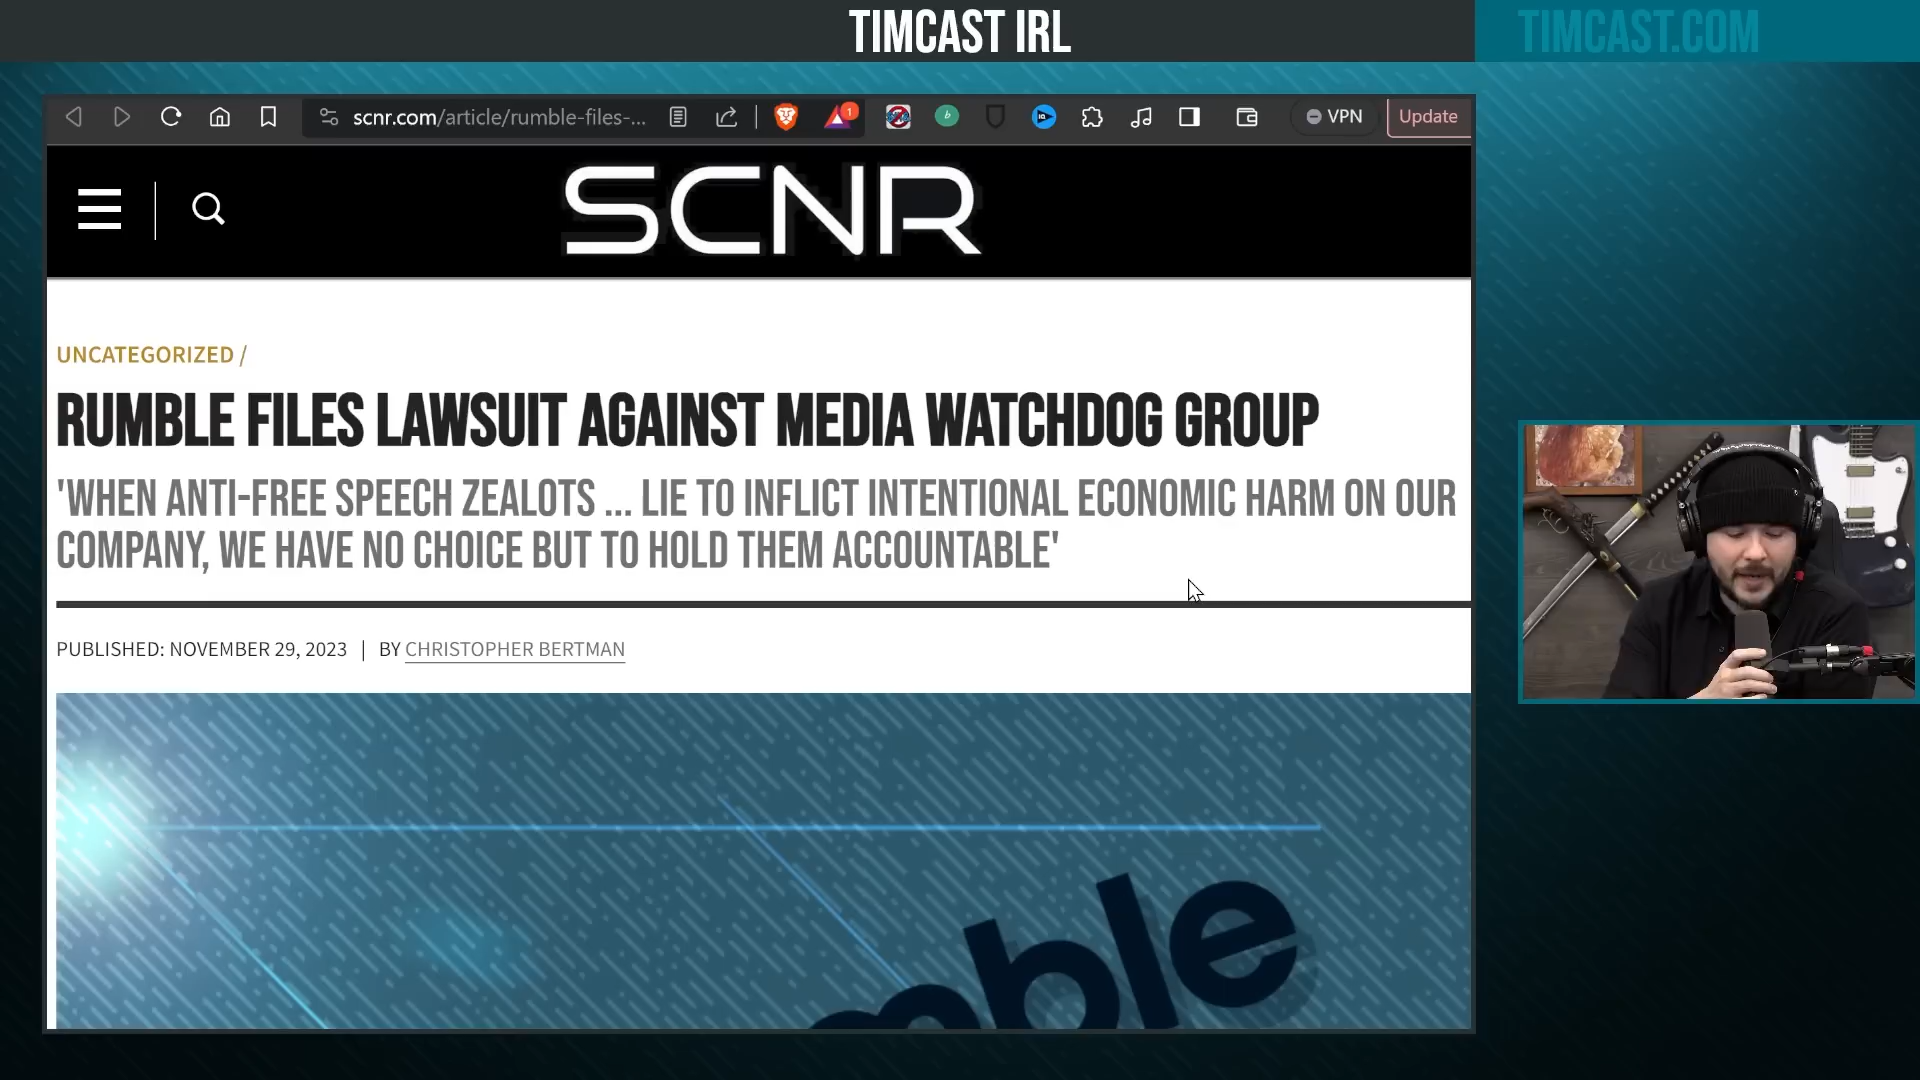 TIMCAST IRL
TIMCAST.COM
scnr.com/article/rumble-files-...
1
VPN
Update
SCNR
UNCATEGORIZED /
RUMBLE FILES LAWSUIT AGAINST MEDIA WATCHDOG GROUP
'WHEN ANTI-FREE SPEECH ZEALOTS ... LIE TO INFLICT INTENTIONAL ECONOMIC HARM ON OUR
COMPANY, WE HAVE NO CHOICE BUT TO HOLD THEM ACCOUNTABLE'
PUBLISHED: NOVEMBER 29, 2023 | BY CHRISTOPHER BERTMAN
mble